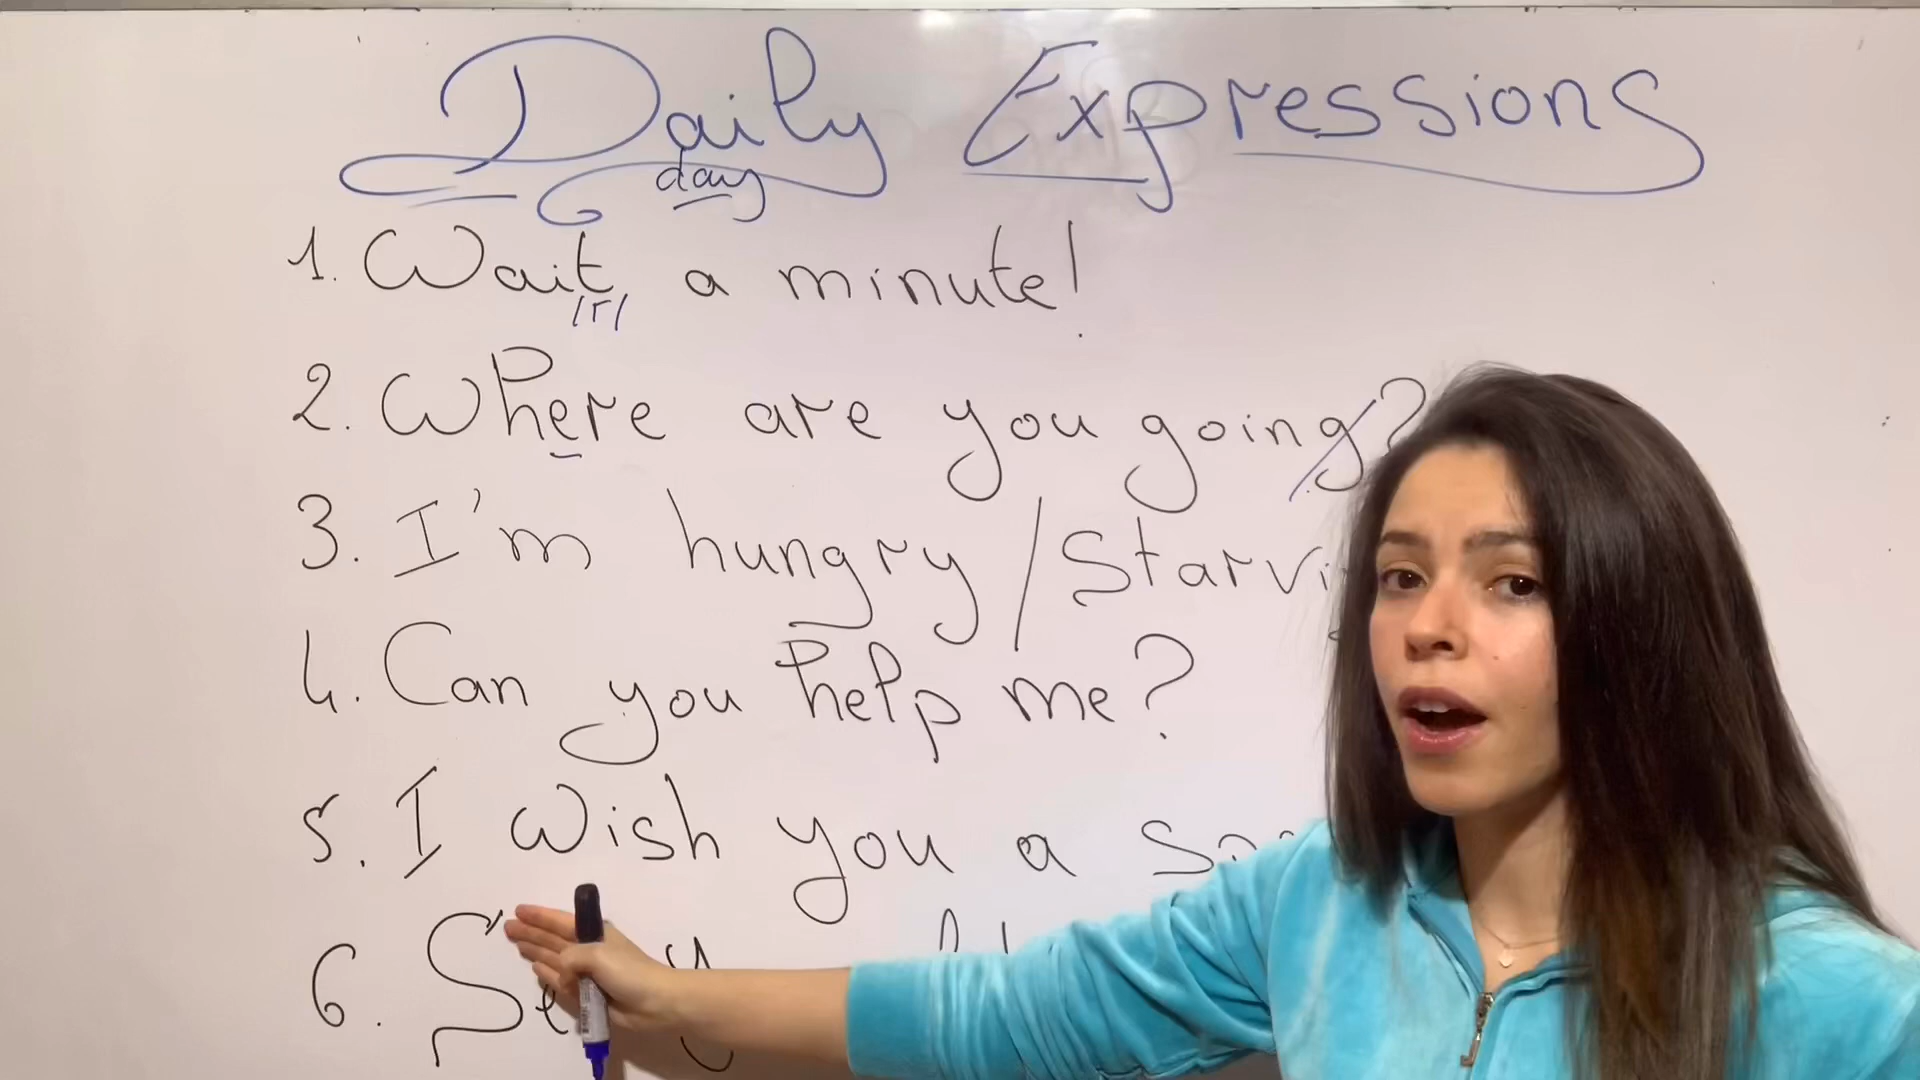 Daily Expressions
day
1. Wait a minute!
/r/
2. Where are you going?
3. I'm hungry/Starvi
4. Can you help me?
5. I wish you a
6.